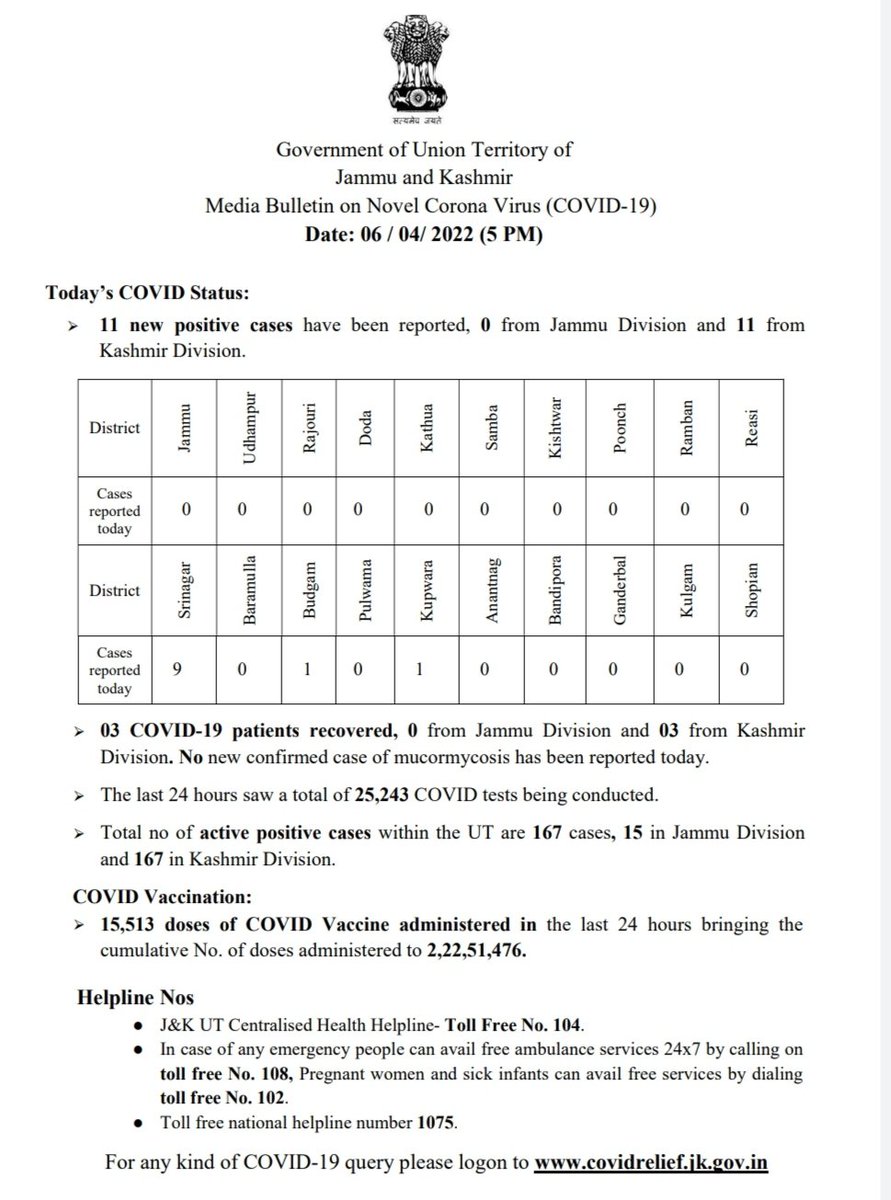 सत्यमेव जयते
Government of Union Territory of
Jammu and Kashmir
Media Bulletin on Novel Corona Virus (COVID-19)
Date: 06 / 04/ 2022 (5 PM)
Today’s COVID Status:
➢ 11 new positive cases have been reported, 0 from Jammu Division and 11 from
Kashmir Division.
District Jammu Udhampur Rajouri Doda Kathua Samba Kishtwar Poonch Ramban Reasi
Cases
reported
today
0 0 0 0 0 0 0 0 0 0
District Srinagar Baramulla Budgam Pulwama Kupwara Anantnag Bandipora Ganderbal Kulgam Shopian
Cases
reported
today
9 0 1 0 1 0 0 0 0 0
➢ 03 COVID-19 patients recovered, 0 from Jammu Division and 03 from Kashmir
Division. No new confirmed case of mucormycosis has been reported today.
➢ The last 24 hours saw a total of 25,243 COVID tests being conducted.
➢ Total no of active positive cases within the UT are 167 cases, 15 in Jammu Division
and 167 in Kashmir Division.
COVID Vaccination:
➢ 15,513 doses of COVID Vaccine administered in the last 24 hours bringing the
cumulative No. of doses administered to 2,22,51,476.
Helpline Nos
● J&K UT Centralised Health Helpline- Toll Free No. 104.
● In case of any emergency people can avail free ambulance services 24x7 by calling on
toll free No. 108, Pregnant women and sick infants can avail free services by dialing
toll free No. 102.
● Toll free national helpline number 1075.
For any kind of COVID-19 query please logon to www.covidrelief.jk.gov.in